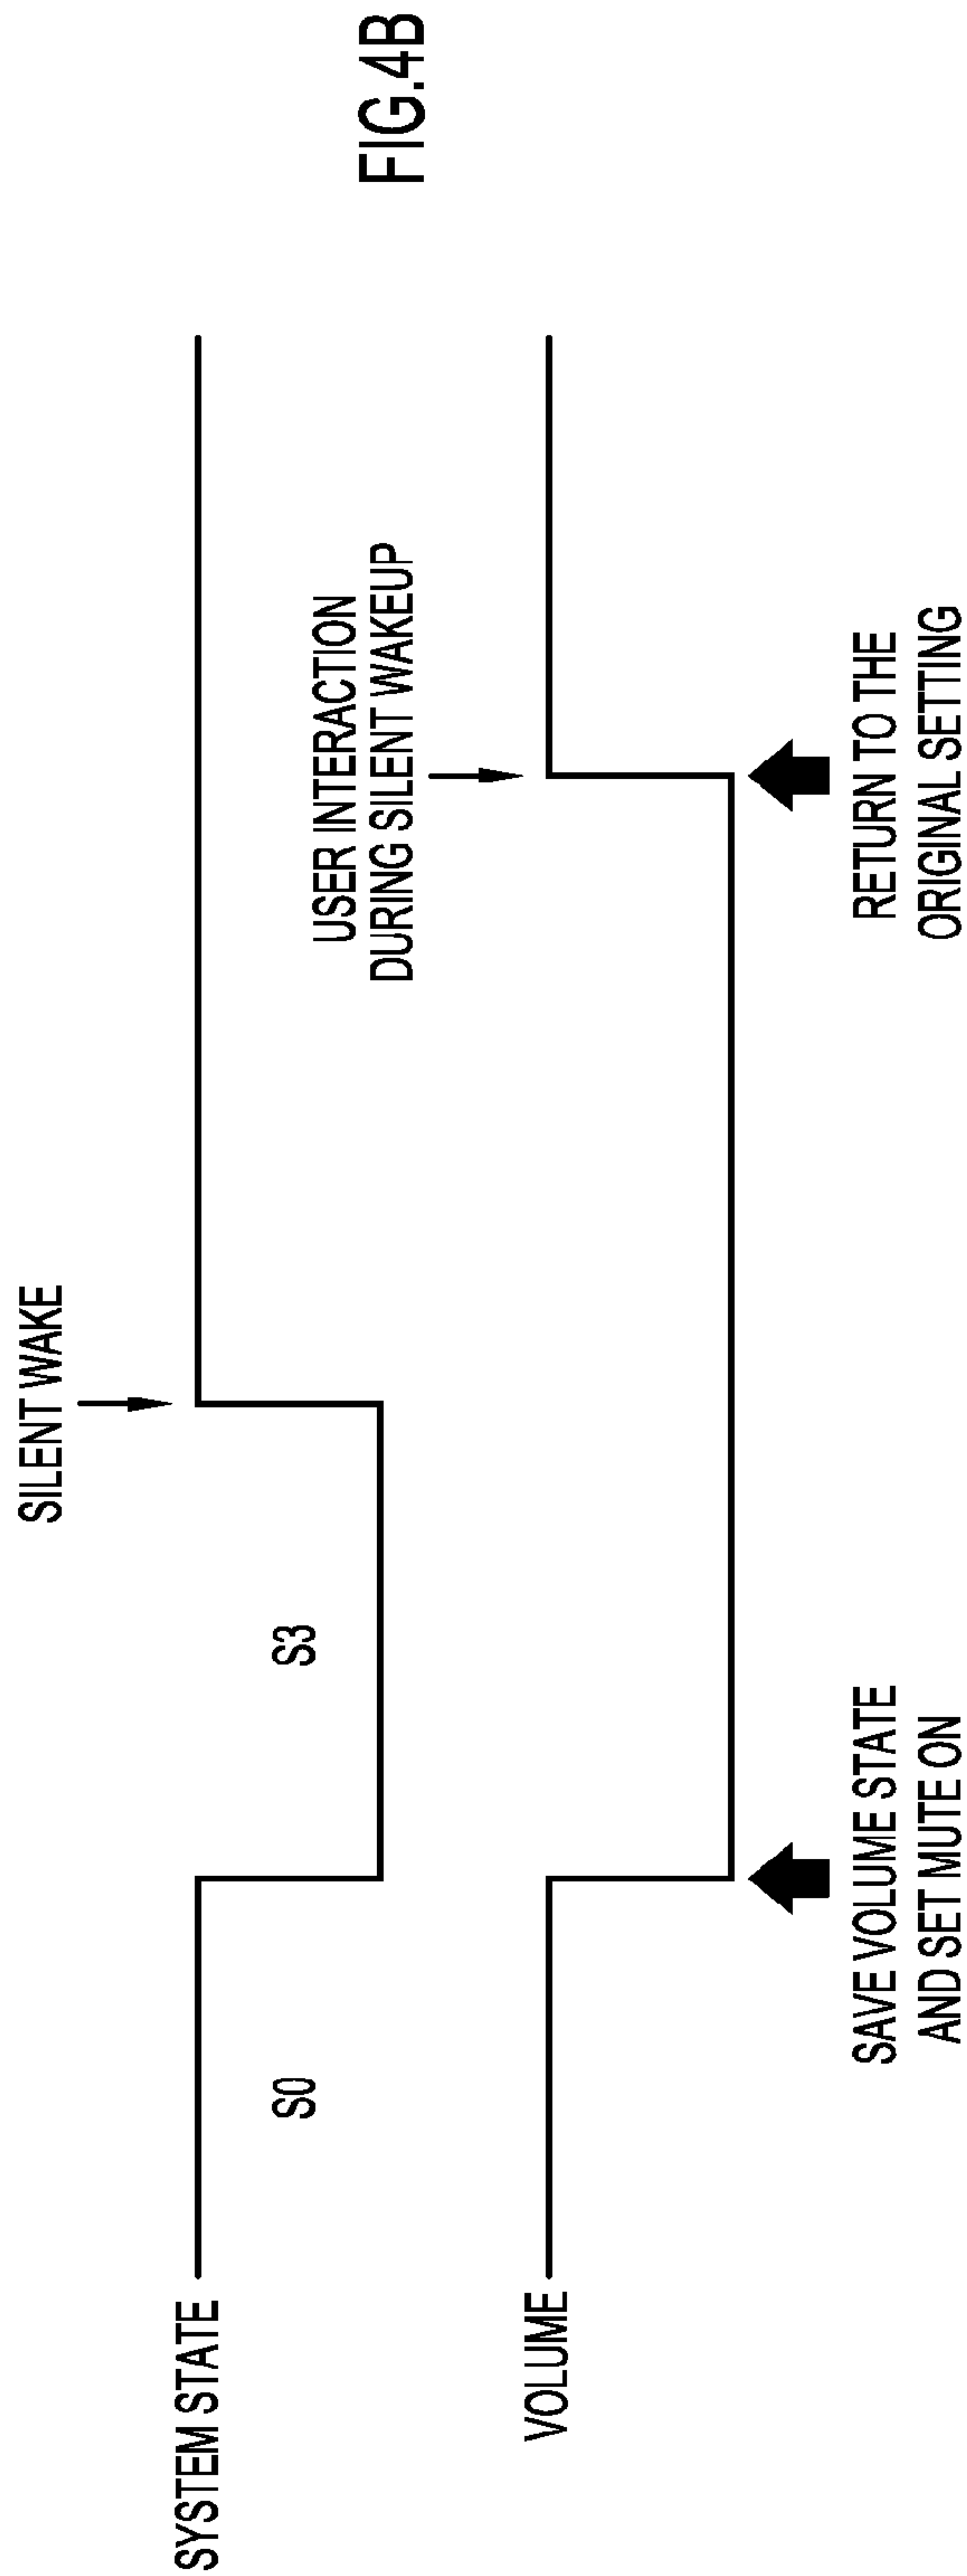 SILENT WAKE
SYSTEM STATE
S0
S3
USER INTERACTION
DURING SILENT WAKEUP
VOLUME
SAVE VOLUME STATE
AND SET MUTE ON
RETURN TO THE
ORIGINAL SETTING
FIG.4B